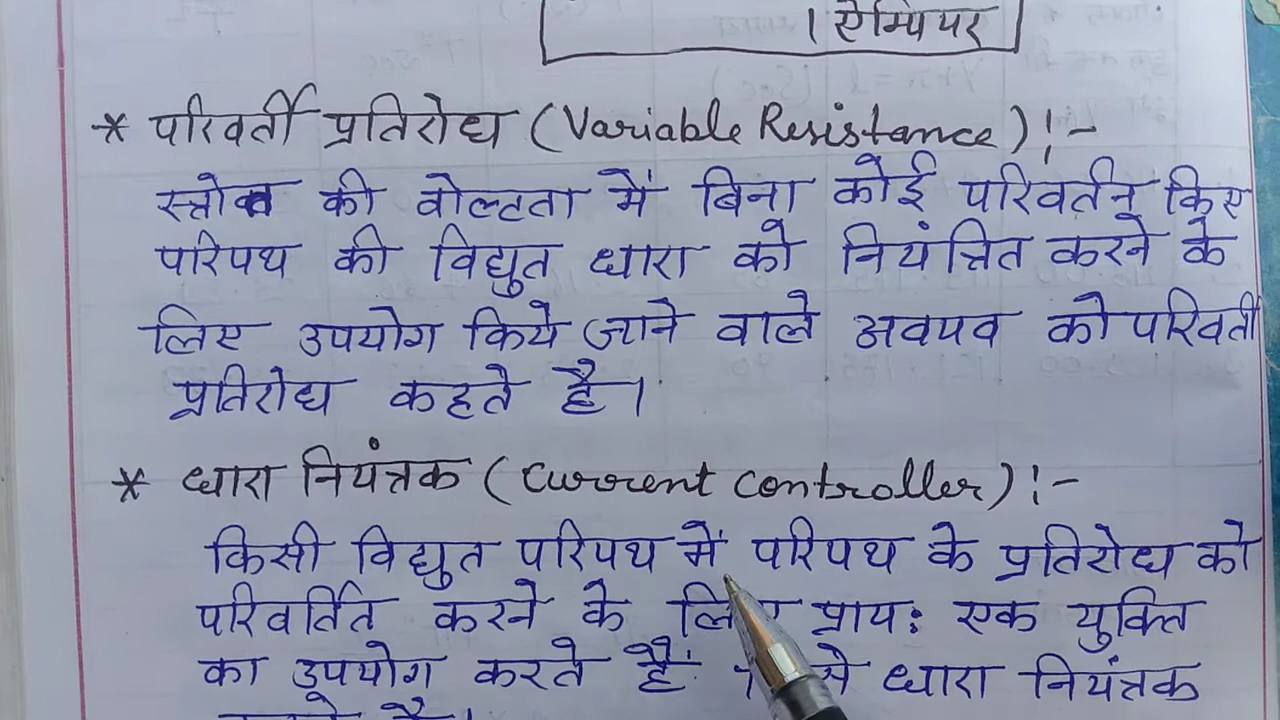 1 ऐम्पियर
* परिवर्ती प्रतिरोध (Variable Resistance) :-
स्त्रोत की वोल्टता में बिना कोई परिवर्तन किए
परिपथ की विद्युत धारा को नियंत्रित करने के
लिए उपयोग किये जाने वाले अवयव को परिवर्ती
प्रतिरोध कहते है।
* धारा नियंत्रक (Current Controller) :-
किसी विद्युत परिपथ में परिपथ के प्रतिरोध को
परिवर्तित करने के लिए प्राय: एक युक्ति
का उपयोग करते हैं धारा नियंत्रक
है।